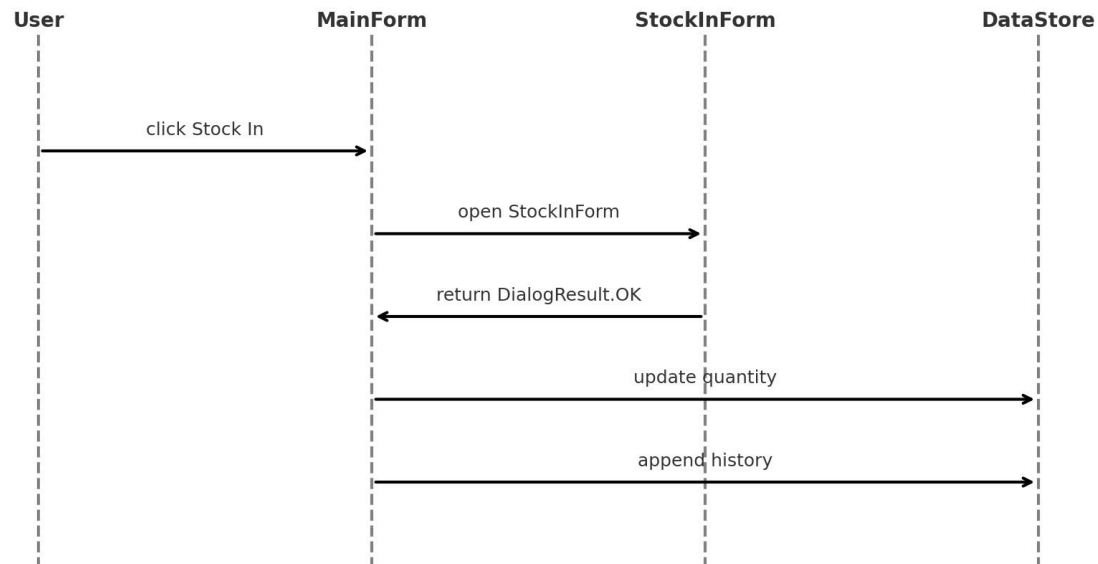 User MainForm StockInForm DataStore
click Stock In
open StockInForm
return DialogResult.OK
update quantity
append history